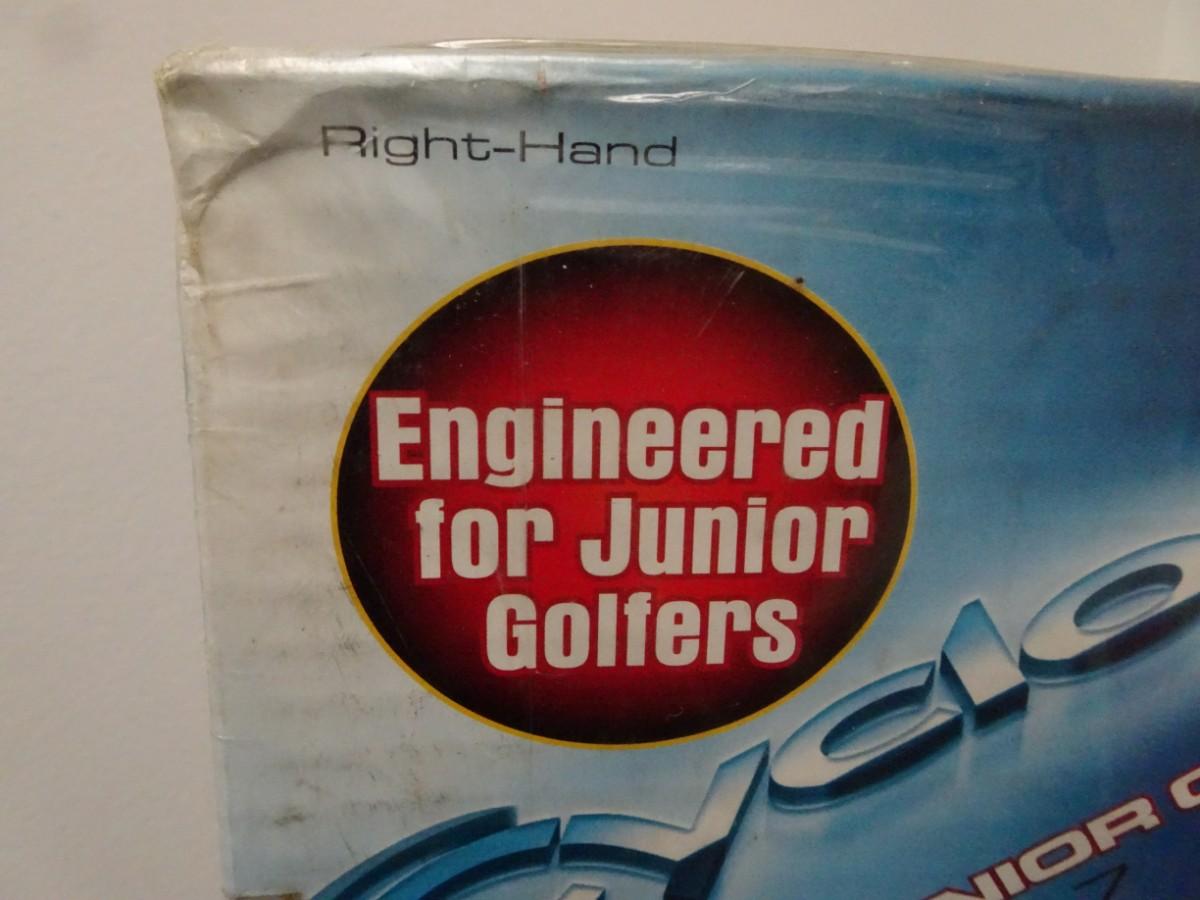 Right-Hand
Engineered
for Junior
Golfers